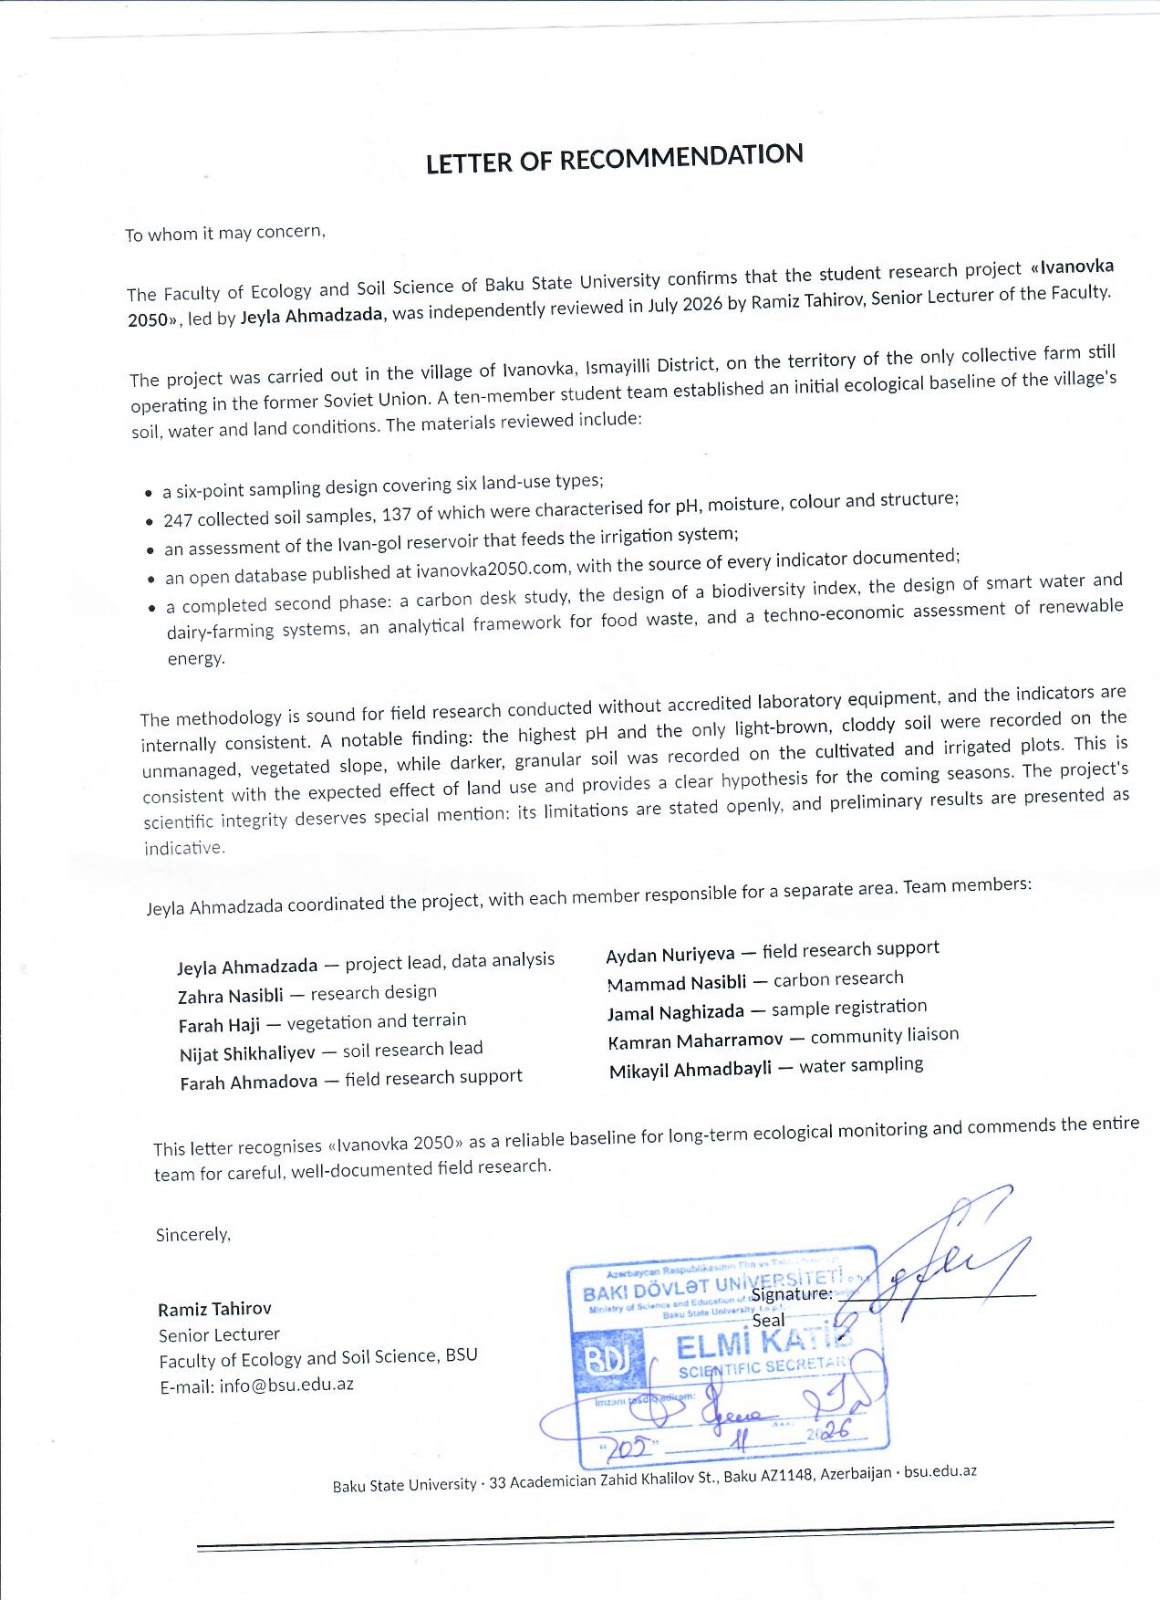 LETTER OF RECOMMENDATION
To whom it may concern,
The Faculty of Ecology and Soil Science of Baku State University confirms that the student research project «Ivanovka
2050», led by Jeyla Ahmadzada, was independently reviewed in July 2026 by Ramiz Tahirov, Senior Lecturer of the Faculty.
The project was carried out in the village of Ivanovka, Ismayilli District, on the territory of the only collective farm still
operating in the former Soviet Union. A ten-member student team established an initial ecological baseline of the village's
soil, water and land conditions. The materials reviewed include:
• a six-point sampling design covering six land-use types;
• 247 collected soil samples, 137 of which were characterised for pH, moisture, colour and structure;
• an assessment of the Ivan-gol reservoir that feeds the irrigation system;
• an open database published at ivanovka2050.com, with the source of every indicator documented;
• a completed second phase: a carbon desk study, the design of a biodiversity index, the design of smart water and
dairy-farming systems, an analytical framework for food waste, and a techno-economic assessment of renewable
energy.
The methodology is sound for field research conducted without accredited laboratory equipment, and the indicators are
internally consistent. A notable finding: the highest pH and the only light-brown, cloddy soil were recorded on the
unmanaged, vegetated slope, while darker, granular soil was recorded on the cultivated and irrigated plots. This is
consistent with the expected effect of land use and provides a clear hypothesis for the coming seasons. The project's
scientific integrity deserves special mention: its limitations are stated openly, and preliminary results are presented as
indicative.
Jeyla Ahmadzada coordinated the project, with each member responsible for a separate area. Team members:
Jeyla Ahmadzada — project lead, data analysis
Zahra Nasibli — research design
Farah Haji — vegetation and terrain
Nijat Shikhaliyev — soil research lead
Farah Ahmadova — field research support
Aydan Nuriyeva — field research support
Mammad Nasibli — carbon research
Jamal Naghizada — sample registration
Kamran Maharramov — community liaison
Mikayil Ahmadbayli — water sampling
This letter recognises «Ivanovka 2050» as a reliable baseline for long-term ecological monitoring and commends the entire
team for careful, well-documented field research.
Sincerely,
Ramiz Tahirov
Senior Lecturer
Faculty of Ecology and Soil Science, BSU
E-mail: info@bsu.edu.az
Azərbaycan Respublikasının Elm və
BAKI DÖVLƏT UNİVERSİTETİ
Ministry of Science and Education of
Baku State University
Signature:
Seal
BDU
ELMİ KATİB
SCIENTIFIC SECRETARY
İmzanı təsdiq edirəm:
"205" 11 2026
Baku State University · 33 Academician Zahid Khalilov St., Baku AZ1148, Azerbaijan · bsu.edu.az